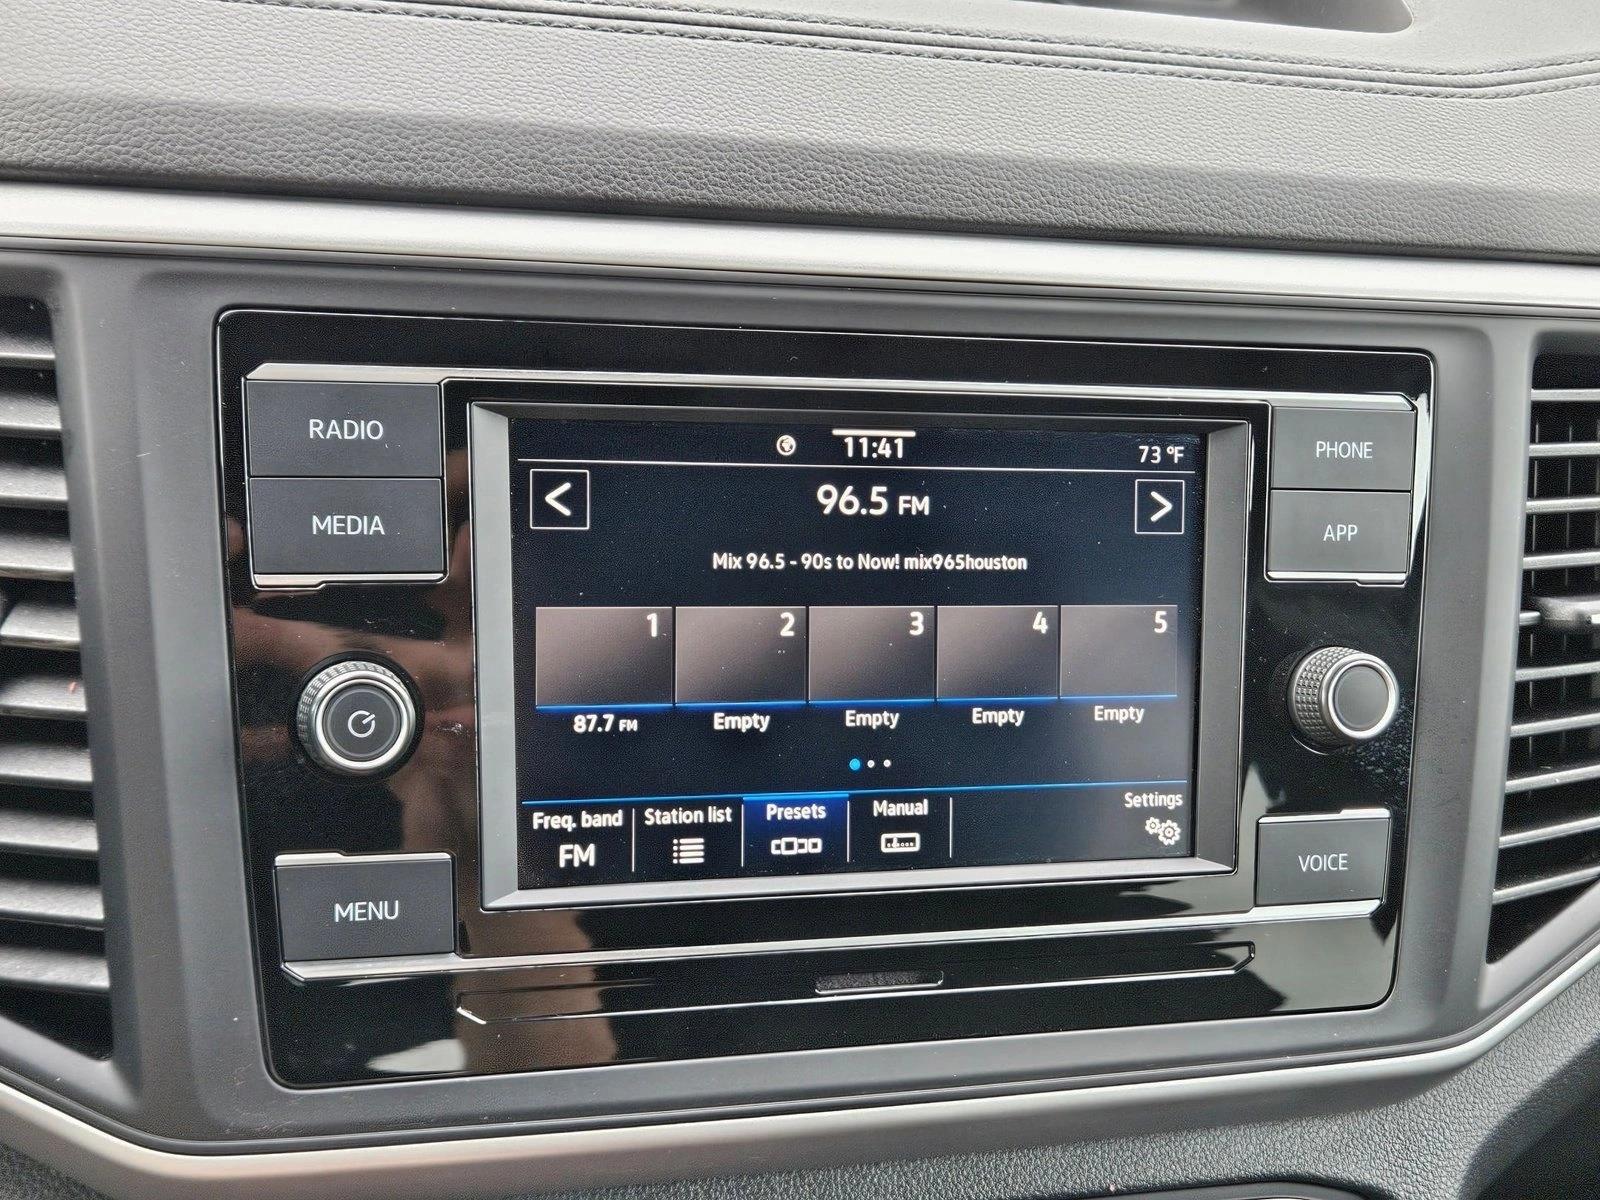 RADIO
MEDIA
MENU
11:41
73 °F
<
96.5 FM
>
Mix 96.5 - 90s to Now! mix965houston
1 2 3 4 5
87.7 FM Empty Empty Empty Empty
Freq. band Station list Presets Manual Settings
FM
PHONE
APP
VOICE